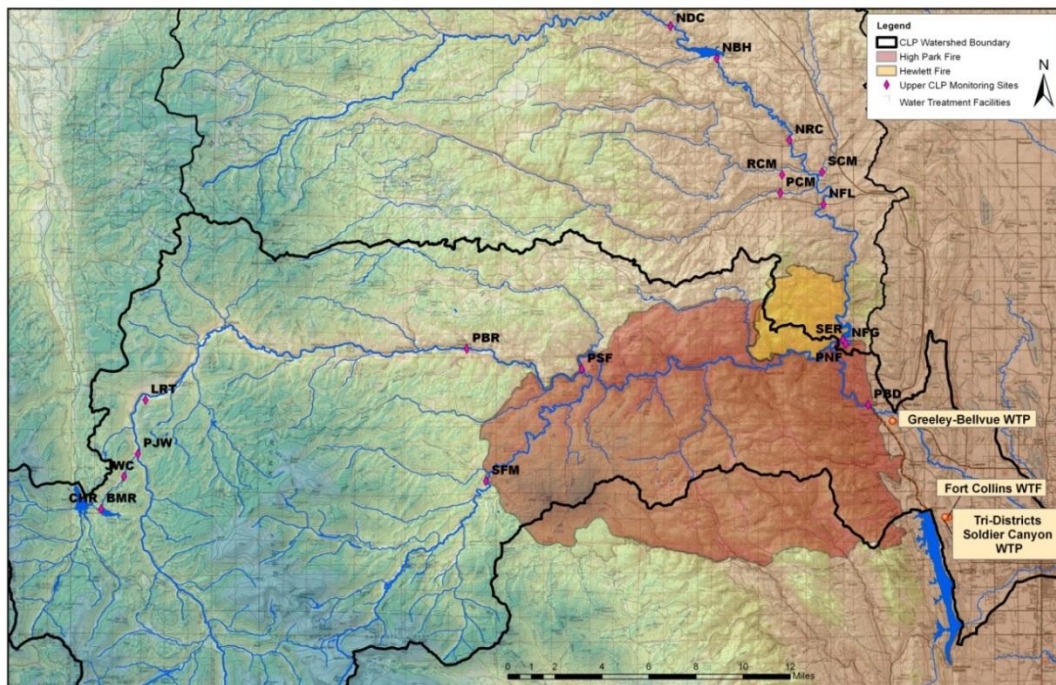 NDC
NBH
NRC
RCM
SCM
PCM
NFL
SER
NFG
PNF
PBR
PSF
LRT
PBD
PJW
JWC
SFM
CHR
BMR
Greeley-Bellvue WTP
Fort Collins WTF
Tri-Districts
Soldier Canyon
WTP
Legend
CLP Watershed Boundary
High Park Fire
Hewlett Fire
Upper CLP Monitoring Sites
Water Treatment Facilities
N
0 2 4 6 8 10 12
Miles